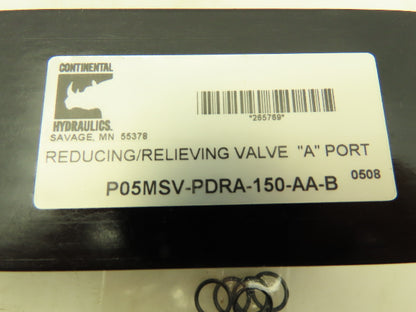 CONTINENTAL
HYDRAULICS.
SAVAGE, MN 55378
*265769*
REDUCING/RELIEVING VALVE "A" PORT
P05MSV-PDRA-150-AA-B 0508